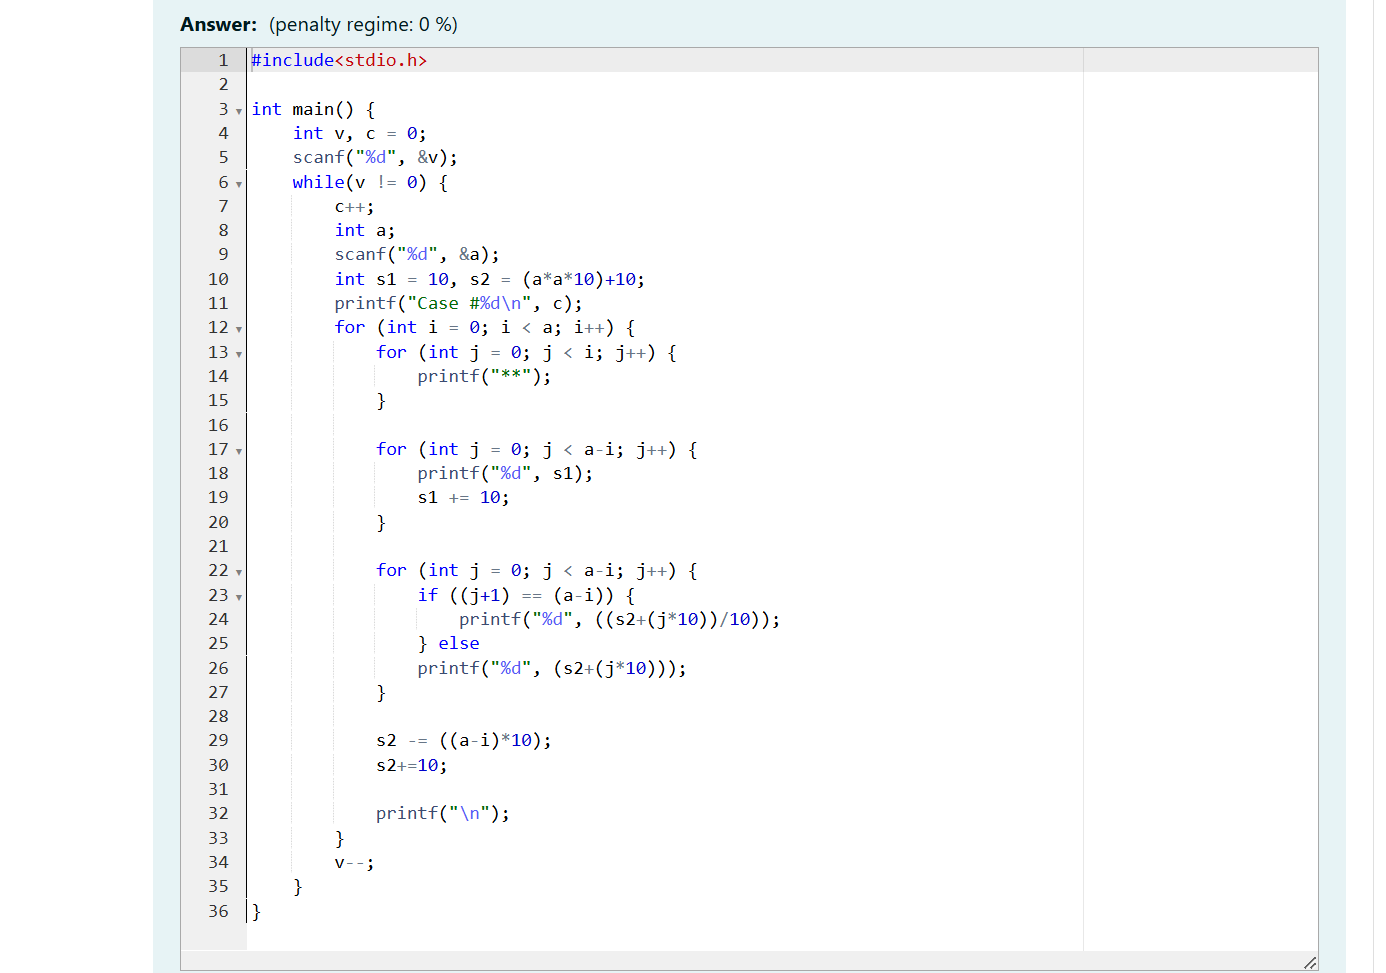 Answer: (penalty regime: 0 %)
1 #include<stdio.h>
2
3 int main() {
4     int v, c = 0;
5     scanf("%d", &v);
6     while(v != 0) {
7         c++;
8         int a;
9         scanf("%d", &a);
10         int s1 = 10, s2 = (a*a*10)+10;
11         printf("Case #%d\n", c);
12         for (int i = 0; i < a; i++) {
13             for (int j = 0; j < i; j++) {
14                 printf("**");
15             }
16
17             for (int j = 0; j < a-i; j++) {
18                 printf("%d", s1);
19                 s1 += 10;
20             }
21
22             for (int j = 0; j < a-i; j++) {
23                 if ((j+1) == (a-i)) {
24                     printf("%d", ((s2+(j*10))/10));
25                 } else
26                 printf("%d", (s2+(j*10)));
27             }
28
29             s2 -= ((a-i)*10);
30             s2+=10;
31
32             printf("\n");
33         }
34         v--;
35     }
36 }